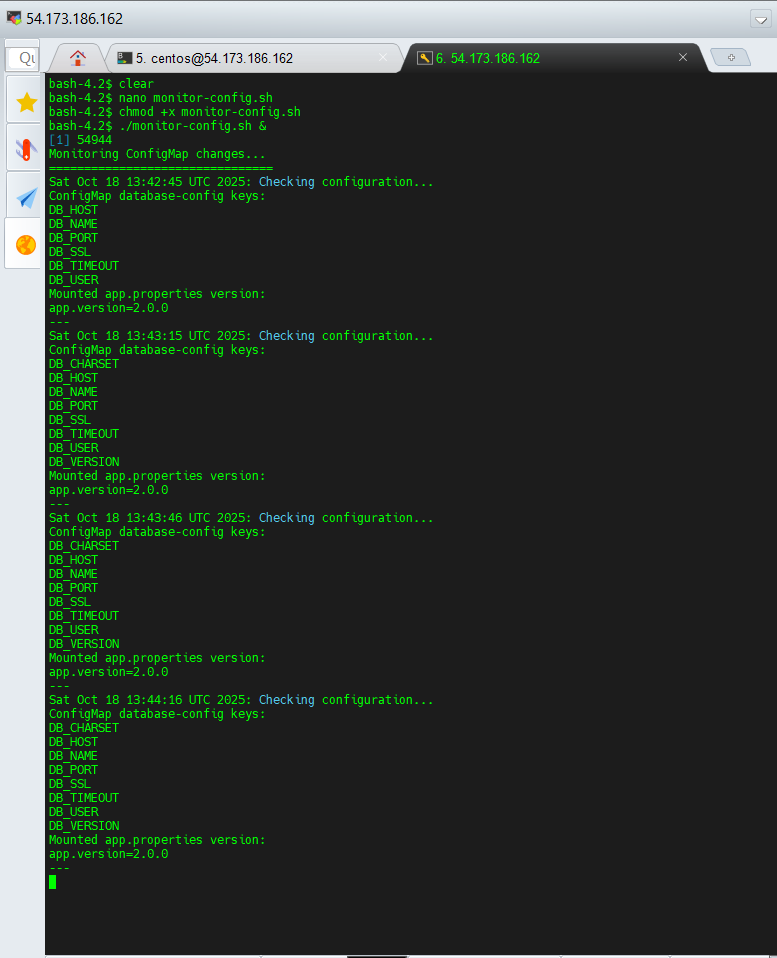 54.173.186.162
Qu
5. centos@54.173.186.162
6. 54.173.186.162
bash-4.2$ clear
bash-4.2$ nano monitor-config.sh
bash-4.2$ chmod +x monitor-config.sh
bash-4.2$ ./monitor-config.sh &
[1] 54944
Monitoring ConfigMap changes...
================================
Sat Oct 18 13:42:45 UTC 2025: Checking configuration...
ConfigMap database-config keys:
DB_HOST
DB_NAME
DB_PORT
DB_SSL
DB_TIMEOUT
DB_USER
Mounted app.properties version:
app.version=2.0.0
---
Sat Oct 18 13:43:15 UTC 2025: Checking configuration...
ConfigMap database-config keys:
DB_CHARSET
DB_HOST
DB_NAME
DB_PORT
DB_SSL
DB_TIMEOUT
DB_USER
DB_VERSION
Mounted app.properties version:
app.version=2.0.0
---
Sat Oct 18 13:43:46 UTC 2025: Checking configuration...
ConfigMap database-config keys:
DB_CHARSET
DB_HOST
DB_NAME
DB_PORT
DB_SSL
DB_TIMEOUT
DB_USER
DB_VERSION
Mounted app.properties version:
app.version=2.0.0
---
Sat Oct 18 13:44:16 UTC 2025: Checking configuration...
ConfigMap database-config keys:
DB_CHARSET
DB_HOST
DB_NAME
DB_PORT
DB_SSL
DB_TIMEOUT
DB_USER
DB_VERSION
Mounted app.properties version:
app.version=2.0.0
---